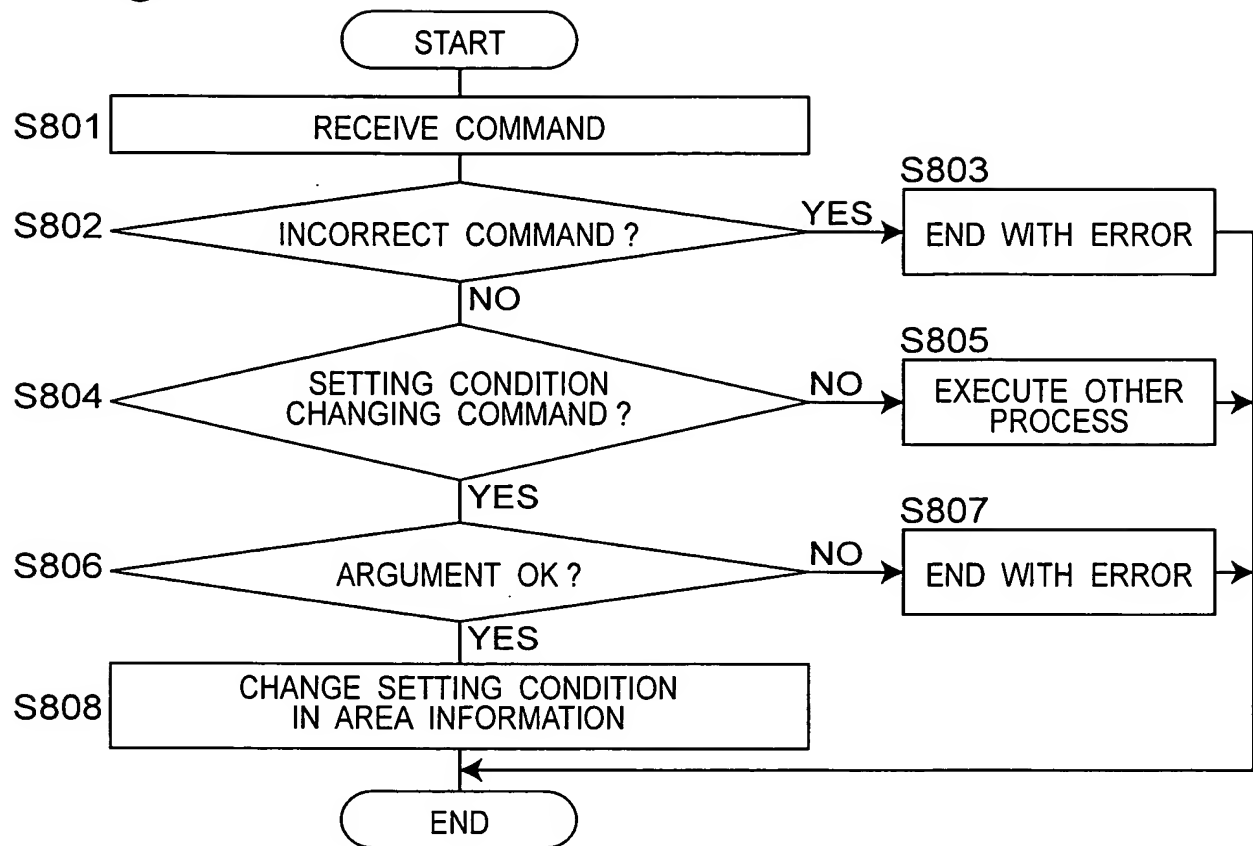 START
S801
RECEIVE COMMAND
S802
INCORRECT COMMAND?
YES
S803
END WITH ERROR
NO
S804
SETTING CONDITION
CHANGING COMMAND?
NO
S805
EXECUTE OTHER
PROCESS
YES
S806
ARGUMENT OK?
NO
S807
END WITH ERROR
YES
S808
CHANGE SETTING CONDITION
IN AREA INFORMATION
END